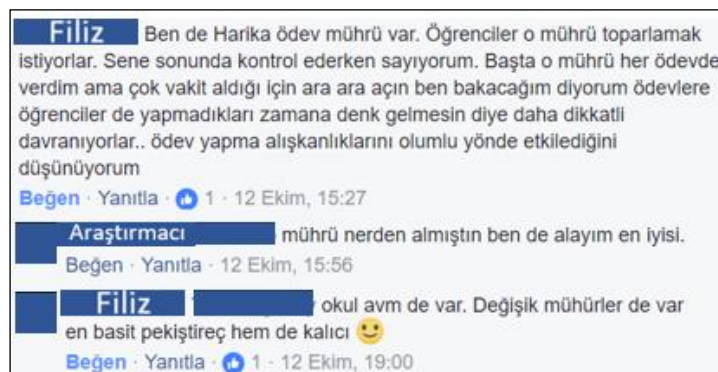 Filiz Ben de Harika ödev mührü var. Öğrenciler o mührü toparlamak
istiyorlar. Sene sonunda kontrol ederken sayıyorum. Başta o mührü her ödevde
verdim ama çok vakit aldığı için ara ara açın ben bakacağım diyorum ödevlere
öğrenciler de yapmadıkları zamana denk gelmesin diye daha dikkatli
davranıyorlar.. ödev yapma alışkanlıklarını olumlu yönde etkilediğini
düşünüyorum
Beğen · Yanıtla · 1 · 12 Ekim, 15:27
Araştırmacı mührü nerden almıştın ben de alayım en iyisi.
Beğen · Yanıtla · 12 Ekim, 15:56
Filiz okul avm de var. Değişik mühürler de var
en basit pekiştireç hem de kalıcı 🙂
Beğen · Yanıtla · 1 · 12 Ekim, 19:00